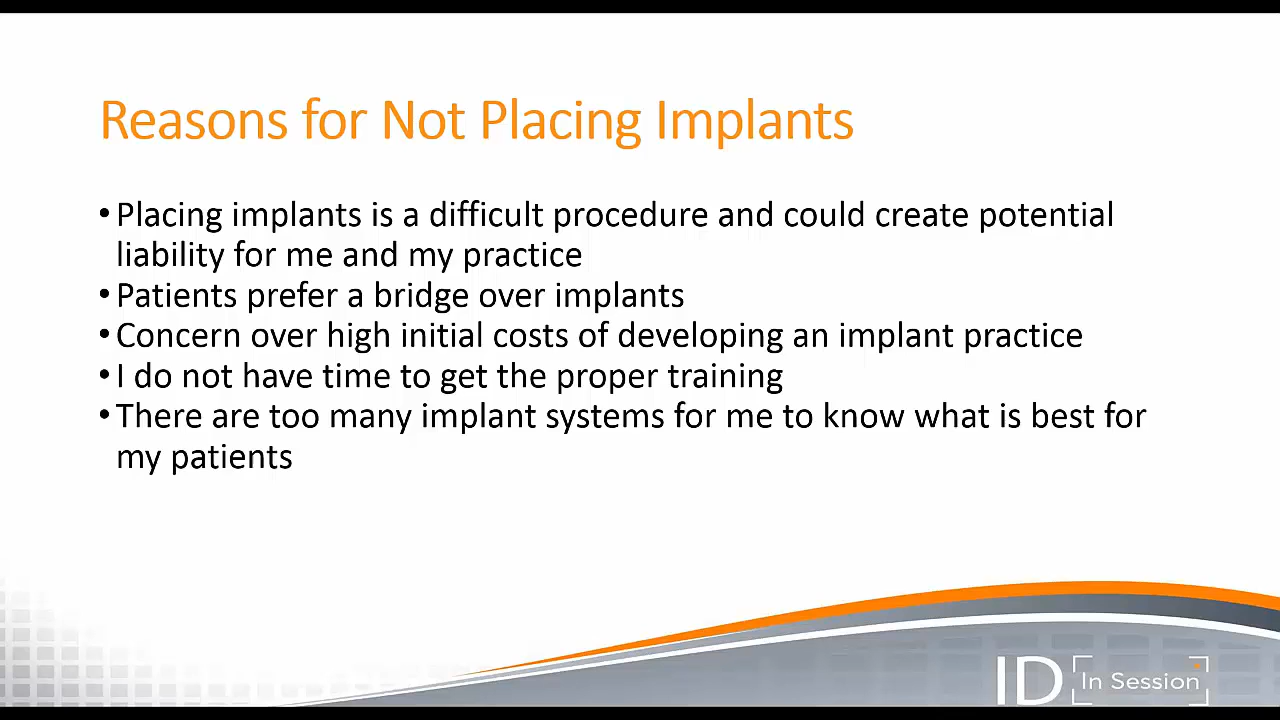 Reasons for Not Placing Implants
• Placing implants is a difficult procedure and could create potential
liability for me and my practice
• Patients prefer a bridge over implants
• Concern over high initial costs of developing an implant practice
• I do not have time to get the proper training
• There are too many implant systems for me to know what is best for
my patients
ID In Session